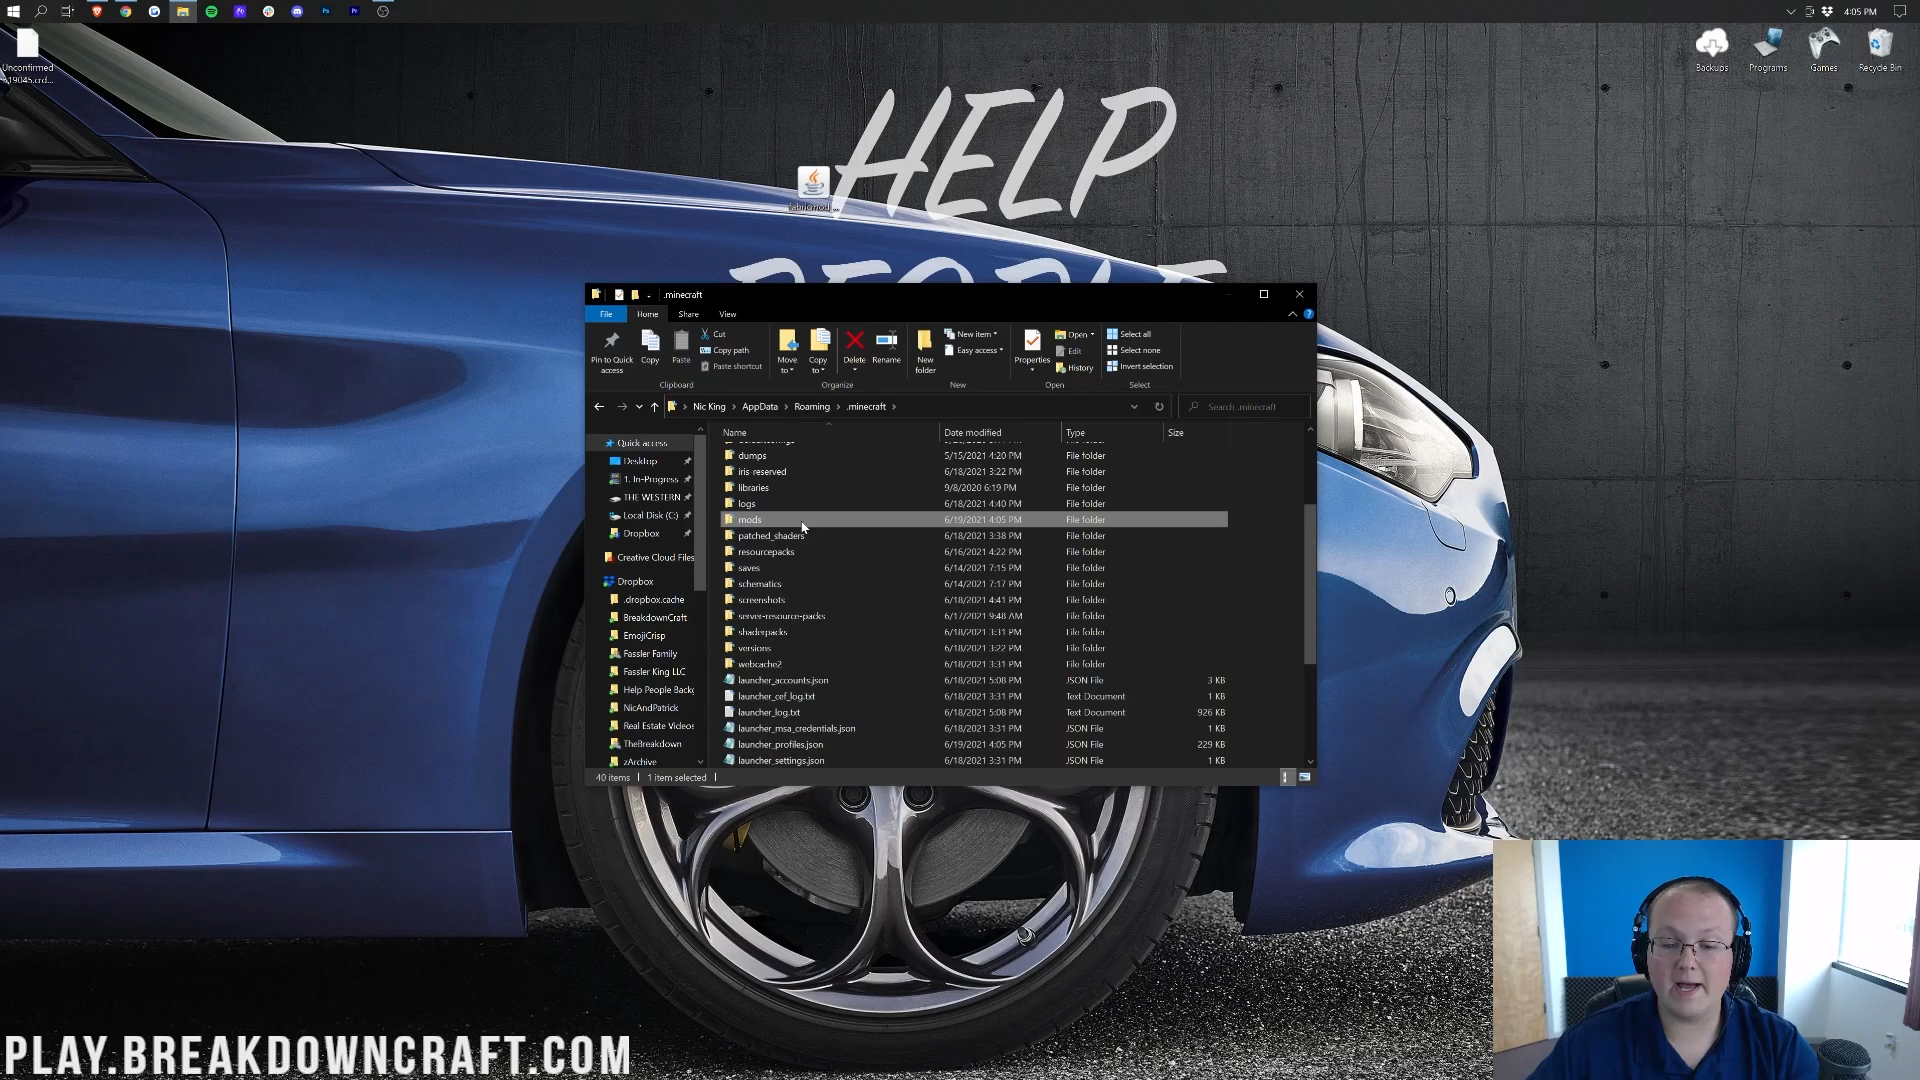 4:05 PM
Unconfirmed
Backups
Programs
Games
Recycle Bin
HELP
PEOPLE
.minecraft
File
Home
Share
View
Pin to Quick access
Copy
Paste
Cut
Copy path
Paste shortcut
Clipboard
Move to
Copy to
Delete
Rename
Organize
New folder
New item
Easy access
New
Properties
Open
Edit
History
Open
Select all
Select none
Invert selection
Select
Nic King > AppData > Roaming > .minecraft >
Search .minecraft
Quick access
Desktop
1. In-Progress
THE WESTERN
Local Disk (C:)
Dropbox
Creative Cloud Files
Dropbox
.dropbox.cache
BreakdownCraft
EmojiCrisp
Fassler Family
Fassler King LLC
Help People Backg
NicAndPatrick
Real Estate Videos
TheBreakdown
zArchive
Name Date modified Type Size
dumps 5/15/2021 4:20 PM File folder
iris-reserved 6/18/2021 3:22 PM File folder
libraries 9/8/2020 6:19 PM File folder
logs 6/18/2021 4:40 PM File folder
mods 6/19/2021 4:05 PM File folder
patched_shaders 6/18/2021 3:38 PM File folder
resourcepacks 6/16/2021 4:22 PM File folder
saves 6/14/2021 7:15 PM File folder
schematics 6/14/2021 7:17 PM File folder
screenshots 6/18/2021 4:41 PM File folder
server-resource-packs 6/17/2021 9:48 AM File folder
shaderpacks 6/18/2021 3:31 PM File folder
versions 6/18/2021 3:22 PM File folder
webcache2 6/18/2021 3:31 PM File folder
launcher_accounts.json 6/18/2021 5:08 PM JSON File 3 KB
launcher_cef_log.txt 6/18/2021 3:31 PM Text Document 1 KB
launcher_log.txt 6/18/2021 5:08 PM Text Document 926 KB
launcher_msa_credentials.json 6/18/2021 3:31 PM JSON File 1 KB
launcher_profiles.json 6/19/2021 4:05 PM JSON File 229 KB
launcher_settings.json 6/18/2021 3:31 PM JSON File 1 KB
40 items 1 item selected
PLAY.BREAKDOWNCRAFT.COM